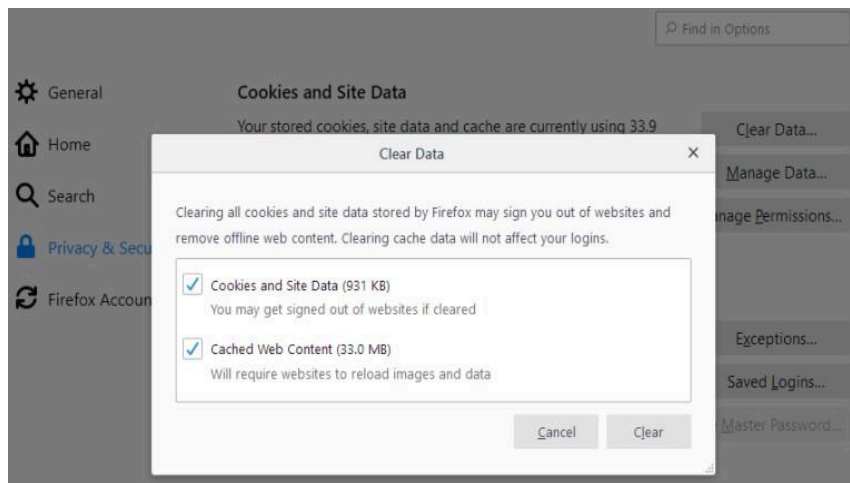 Find in Options
General
Cookies and Site Data
Your stored cookies, site data and cache are currently using 33.9
Clear Data...
Home
Clear Data
Manage Data...
Search
Clearing all cookies and site data stored by Firefox may sign you out of websites and
remove offline web content. Clearing cache data will not affect your logins.
nage Permissions...
Privacy & Secu
Cookies and Site Data (931 KB)
You may get signed out of websites if cleared
Firefox Accoun
Cached Web Content (33.0 MB)
Will require websites to reload images and data
Exceptions...
Saved Logins...
Cancel
Clear
Master Password...